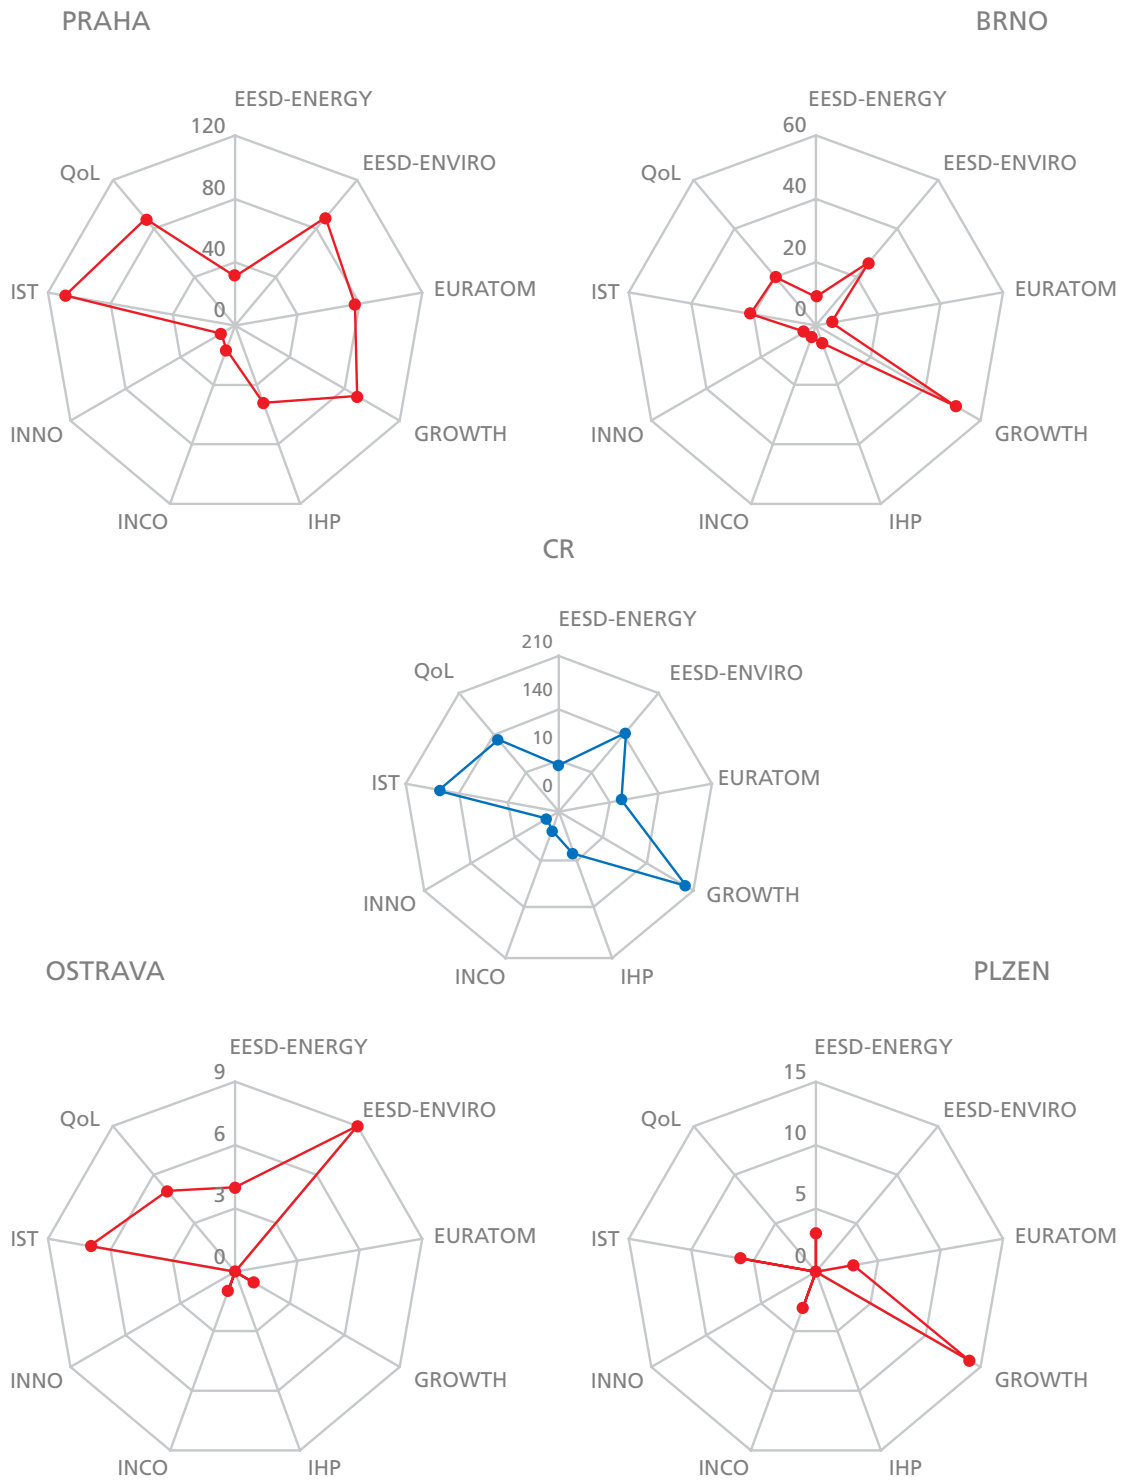 PRAHA
EESD-ENERGY
120
EESD-ENVIRO
QoL
80
40
IST
EURATOM
0
INNO
GROWTH
INCO
IHP
BRNO
EESD-ENERGY
60
EESD-ENVIRO
QoL
40
20
IST
EURATOM
0
INNO
GROWTH
INCO
IHP
CR
EESD-ENERGY
210
EESD-ENVIRO
QoL
140
10
IST
EURATOM
0
INNO
GROWTH
INCO
IHP
OSTRAVA
EESD-ENERGY
9
EESD-ENVIRO
QoL
6
3
IST
EURATOM
0
INNO
GROWTH
INCO
IHP
PLZEN
EESD-ENERGY
15
EESD-ENVIRO
QoL
10
5
IST
EURATOM
0
INNO
GROWTH
INCO
IHP